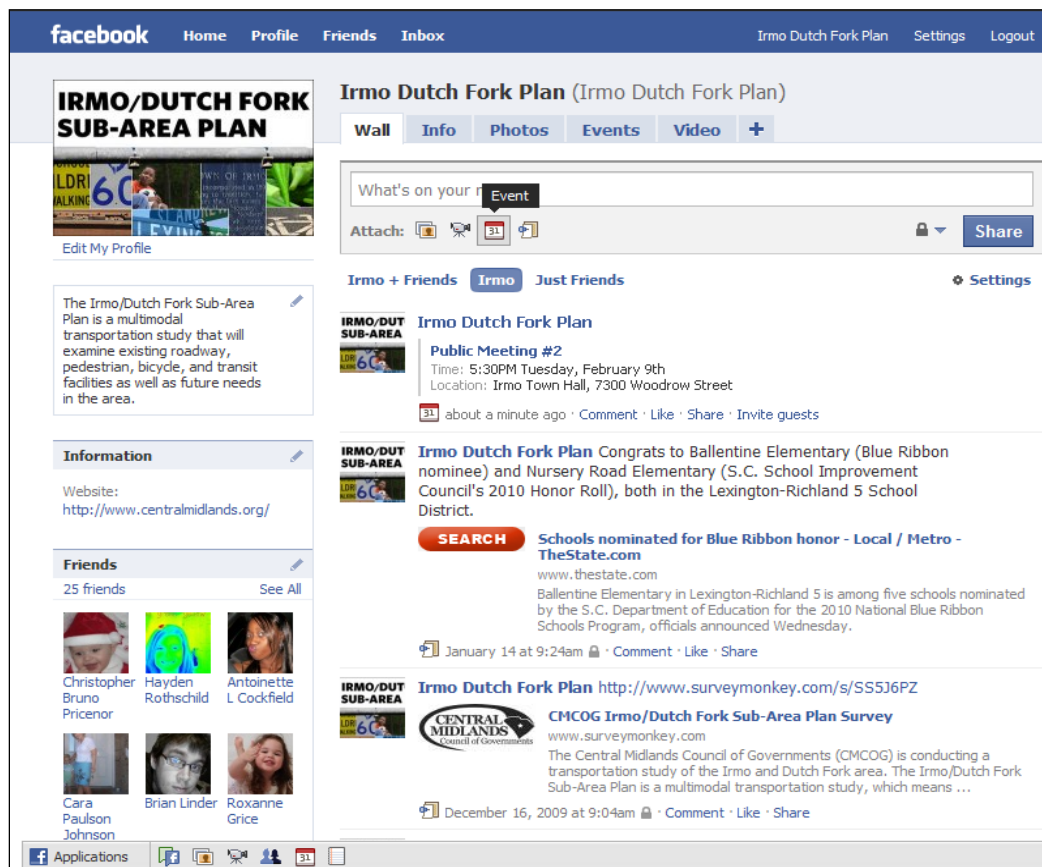 facebook Home Profile Friends Inbox Irmo Dutch Fork Plan Settings Logout
IRMO/DUTCH FORK
SUB-AREA PLAN
Edit My Profile
The Irmo/Dutch Fork Sub-Area
Plan is a multimodal
transportation study that will
examine existing roadway,
pedestrian, bicycle, and transit
facilities as well as future needs
in the area.
Information
Website:
http://www.centralmidlands.org/
Friends
25 friends See All
Christopher
Bruno
Pricenor
Hayden
Rothschild
Antoinette
L Cockfield
Cara
Paulson
Johnson
Brian Linder
Roxanne
Grice
Irmo Dutch Fork Plan (Irmo Dutch Fork Plan)
Wall Info Photos Events Video +
What's on your
Event
Attach: 31 Share
Irmo + Friends Irmo Just Friends Settings
IRMO/DUT
SUB-AREA
Irmo Dutch Fork Plan
Public Meeting #2
Time: 5:30PM Tuesday, February 9th
Location: Irmo Town Hall, 7300 Woodrow Street
31 about a minute ago · Comment · Like · Share · Invite guests
IRMO/DUT
SUB-AREA
Irmo Dutch Fork Plan Congrats to Ballentine Elementary (Blue Ribbon
nominee) and Nursery Road Elementary (S.C. School Improvement
Council's 2010 Honor Roll), both in the Lexington-Richland 5 School
District.
SEARCH
Schools nominated for Blue Ribbon honor - Local / Metro -
TheState.com
www.thestate.com
Ballentine Elementary in Lexington-Richland 5 is among five schools nominated
by the S.C. Department of Education for the 2010 National Blue Ribbon
Schools Program, officials announced Wednesday.
January 14 at 9:24am · Comment · Like · Share
IRMO/DUT
SUB-AREA
Irmo Dutch Fork Plan http://www.surveymonkey.com/s/SS5J6PZ
CENTRAL
MIDLANDS
Council of Governments
CMCOG Irmo/Dutch Fork Sub-Area Plan Survey
www.surveymonkey.com
The Central Midlands Council of Governments (CMCOG) is conducting a
transportation study of the Irmo and Dutch Fork area. The Irmo/Dutch Fork
Sub-Area Plan is a multimodal transportation study, which means ...
December 16, 2009 at 9:04am · Comment · Like · Share
Applications 31